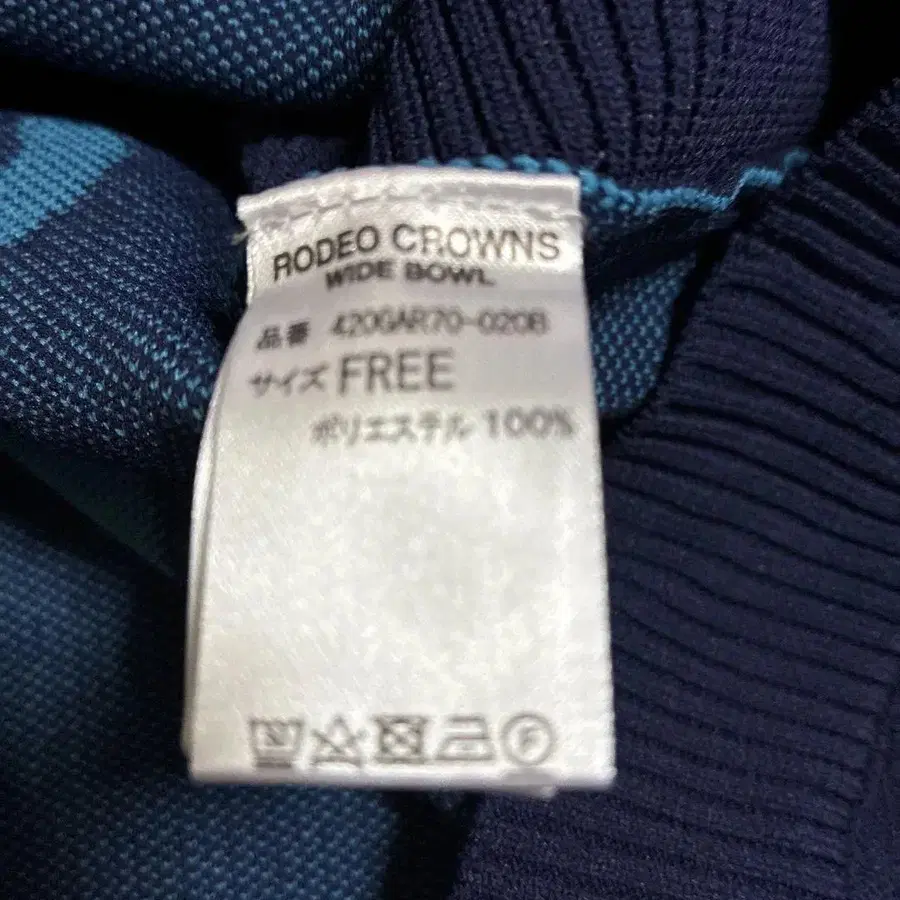 RODEO CROWNS
WIDE BOWL
品番 420GAR70-020B
サイズ FREE
ポリエステル 100%
F